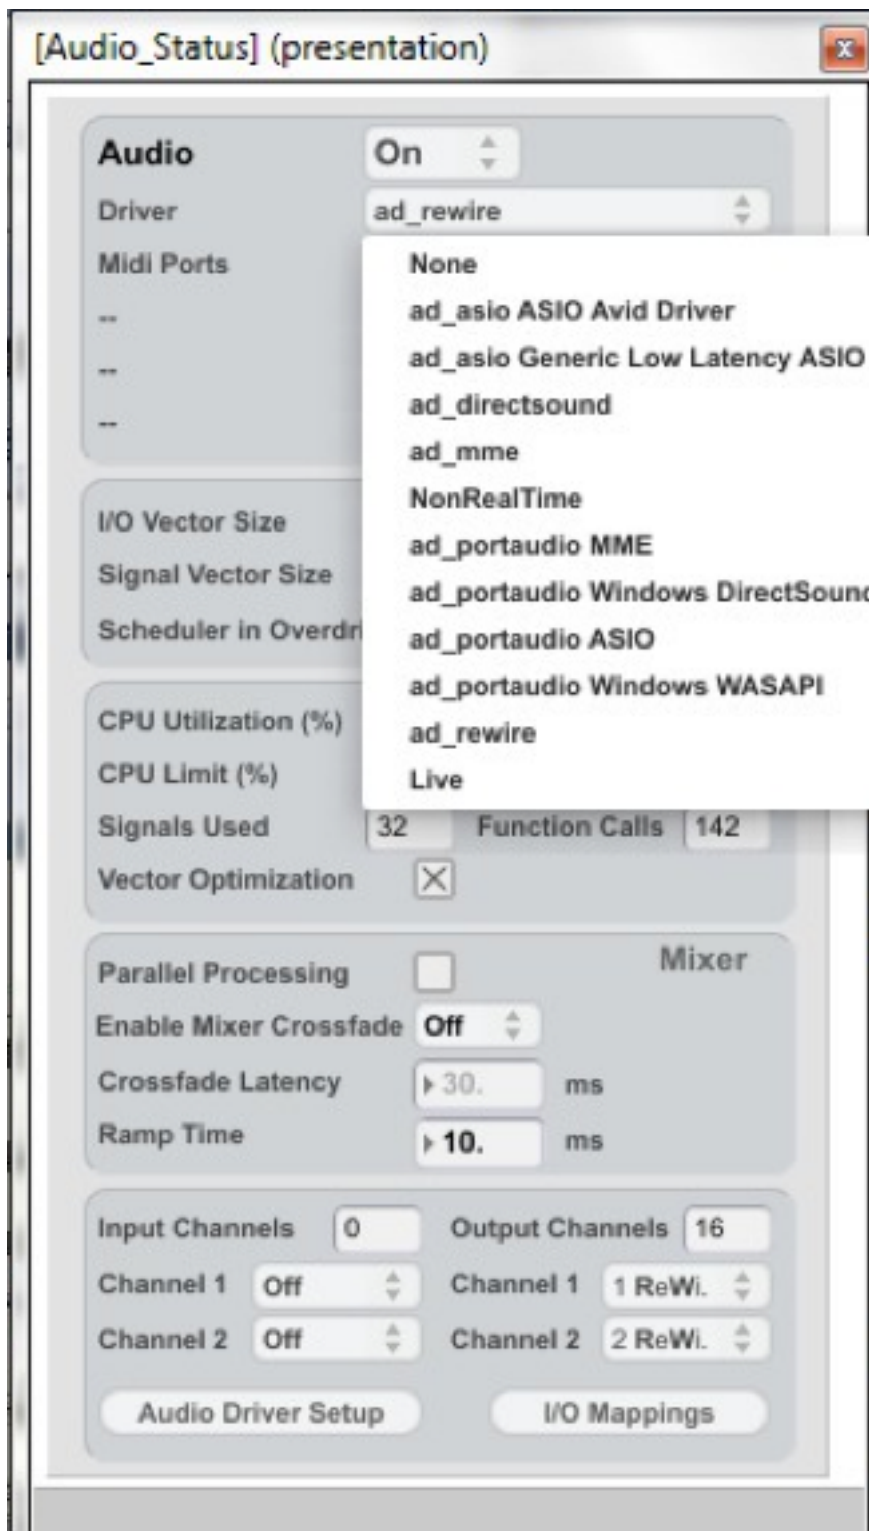 [Audio_Status] (presentation)
x
Audio On
Driver ad_rewire
Midi Ports
--
--
--
None
ad_asio ASIO Avid Driver
ad_asio Generic Low Latency ASIO
ad_directsound
ad_mme
NonRealTime
ad_portaudio MME
ad_portaudio Windows DirectSound
ad_portaudio ASIO
ad_portaudio Windows WASAPI
ad_rewire
Live
I/O Vector Size
Signal Vector Size
Scheduler in Overdri
CPU Utilization (%)
CPU Limit (%)
Signals Used 32 Function Calls 142
Vector Optimization
Mixer
Parallel Processing
Enable Mixer Crossfade Off
Crossfade Latency 30. ms
Ramp Time 10. ms
Input Channels 0 Output Channels 16
Channel 1 Off Channel 1 1 ReWi.
Channel 2 Off Channel 2 2 ReWi.
Audio Driver Setup I/O Mappings